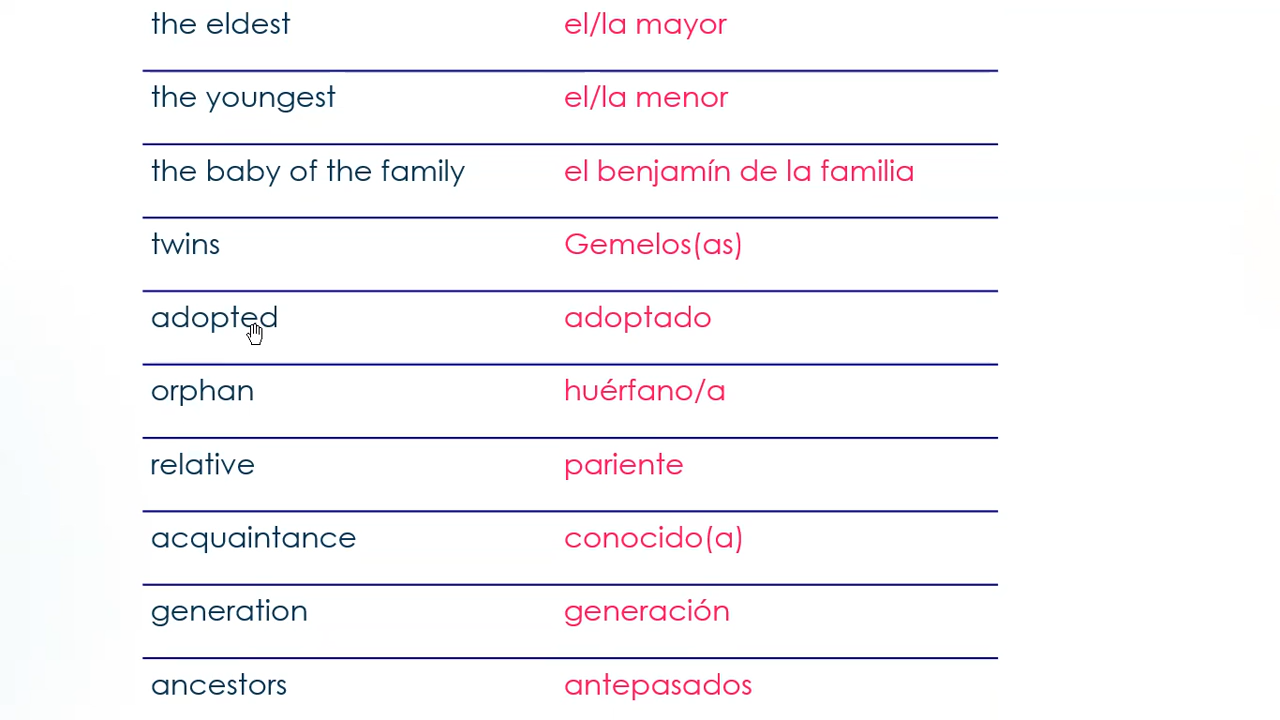 the eldest el/la mayor
the youngest el/la menor
the baby of the family el benjamín de la familia
twins Gemelos(as)
adopted adoptado
orphan huérfano/a
relative pariente
acquaintance conocido(a)
generation generación
ancestors antepasados